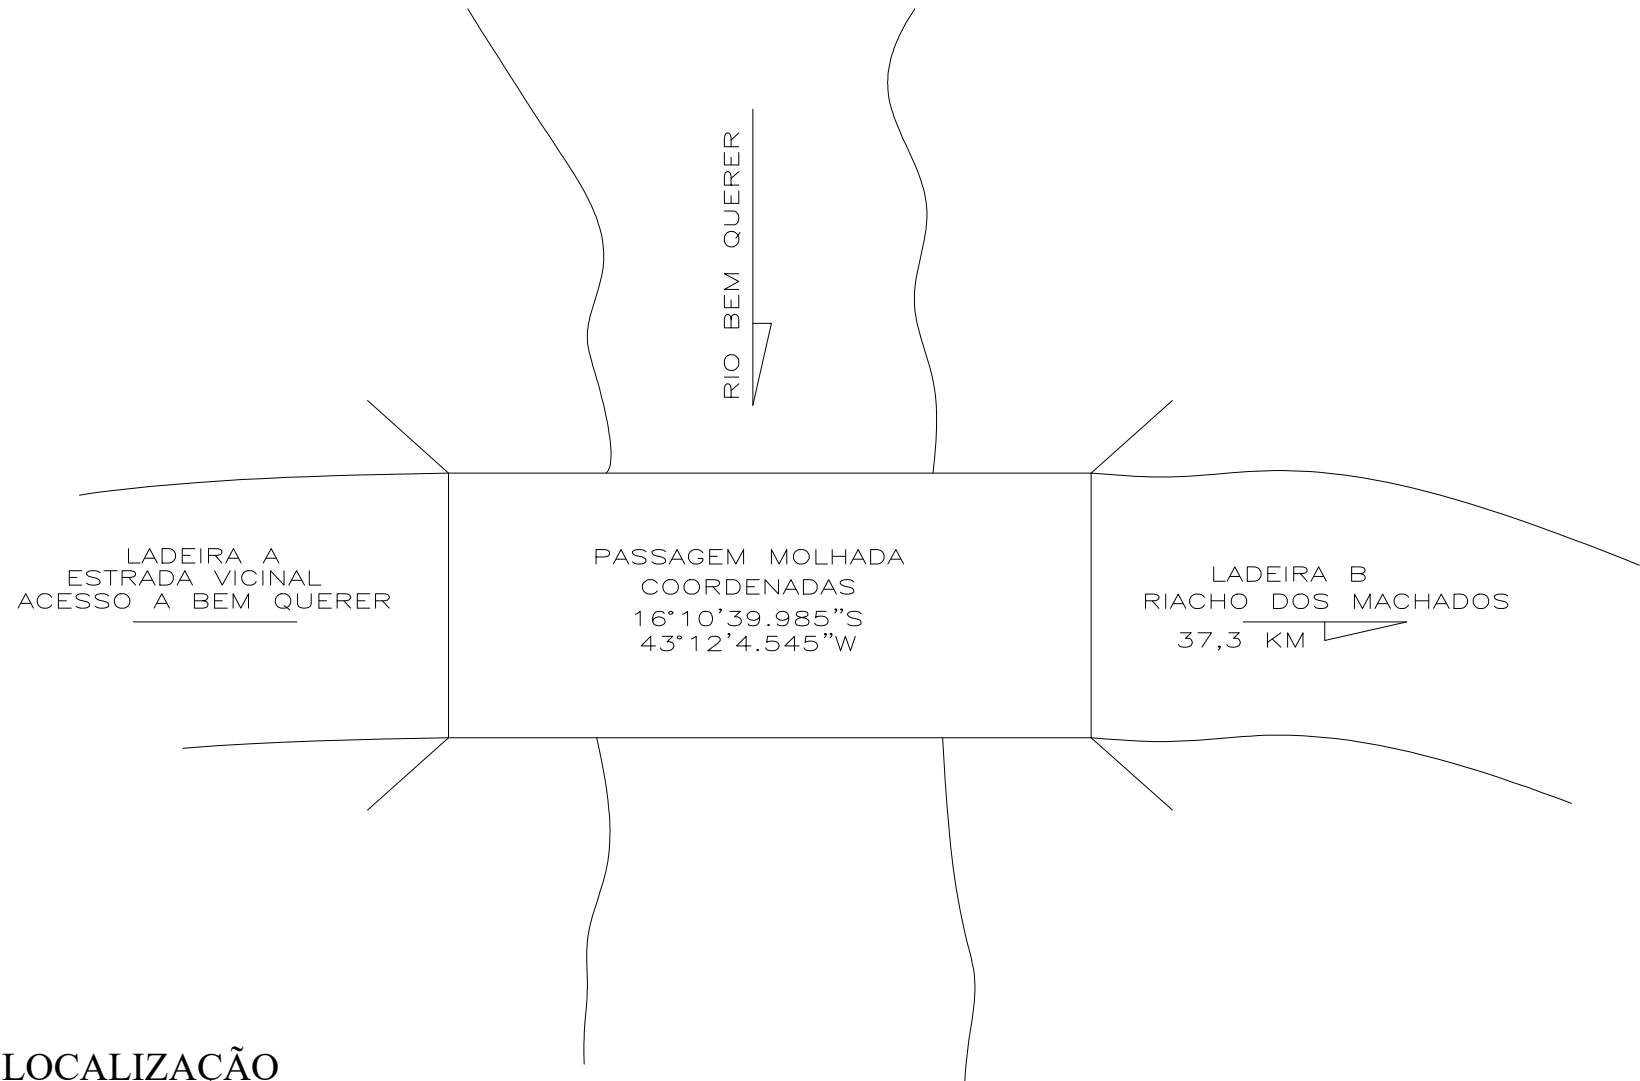 RIO BEM QUERER
LADEIRA A
ESTRADA VICINAL
ACESSO A BEM QUERER
PASSAGEM MOLHADA
COORDENADAS
16°10’39.985”S
43°12’4.545”W
LADEIRA B
RIACHO DOS MACHADOS
37,3 KM
LOCALIZAÇÃO